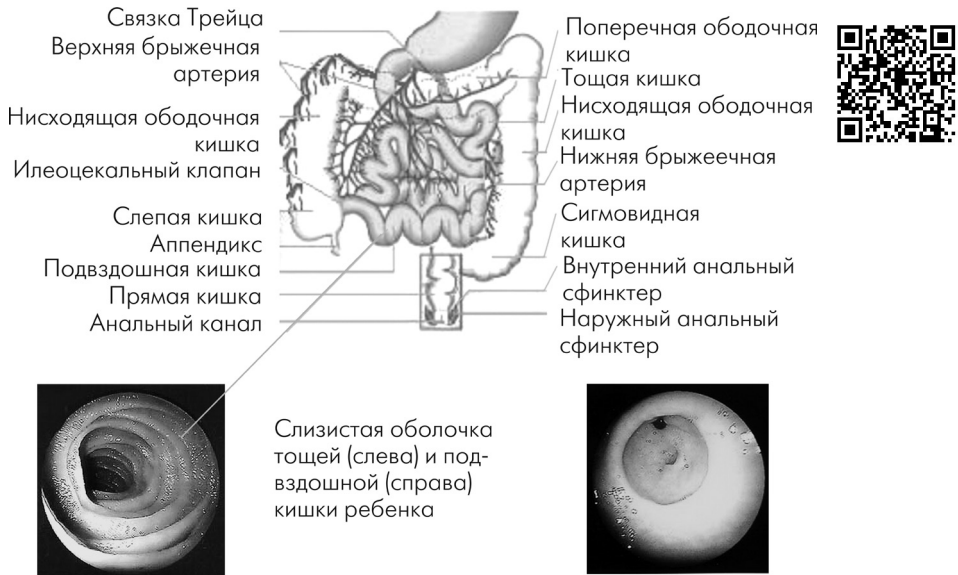 Связка Трейца
Верхняя брыжечная
артерия
Нисходящая ободочная
кишка
Илеоцекальный клапан
Слепая кишка
Аппендикс
Подвздошная кишка
Прямая кишка
Анальный канал
Поперечная ободочная
кишка
Тощая кишка
Нисходящая ободочная
кишка
Нижняя брыжеечная
артерия
Сигмовидная
кишка
Внутренний анальный
сфинктер
Наружный анальный
сфинктер
Слизистая оболочка
тощей (слева) и под-
вздошной (справа)
кишки ребенка